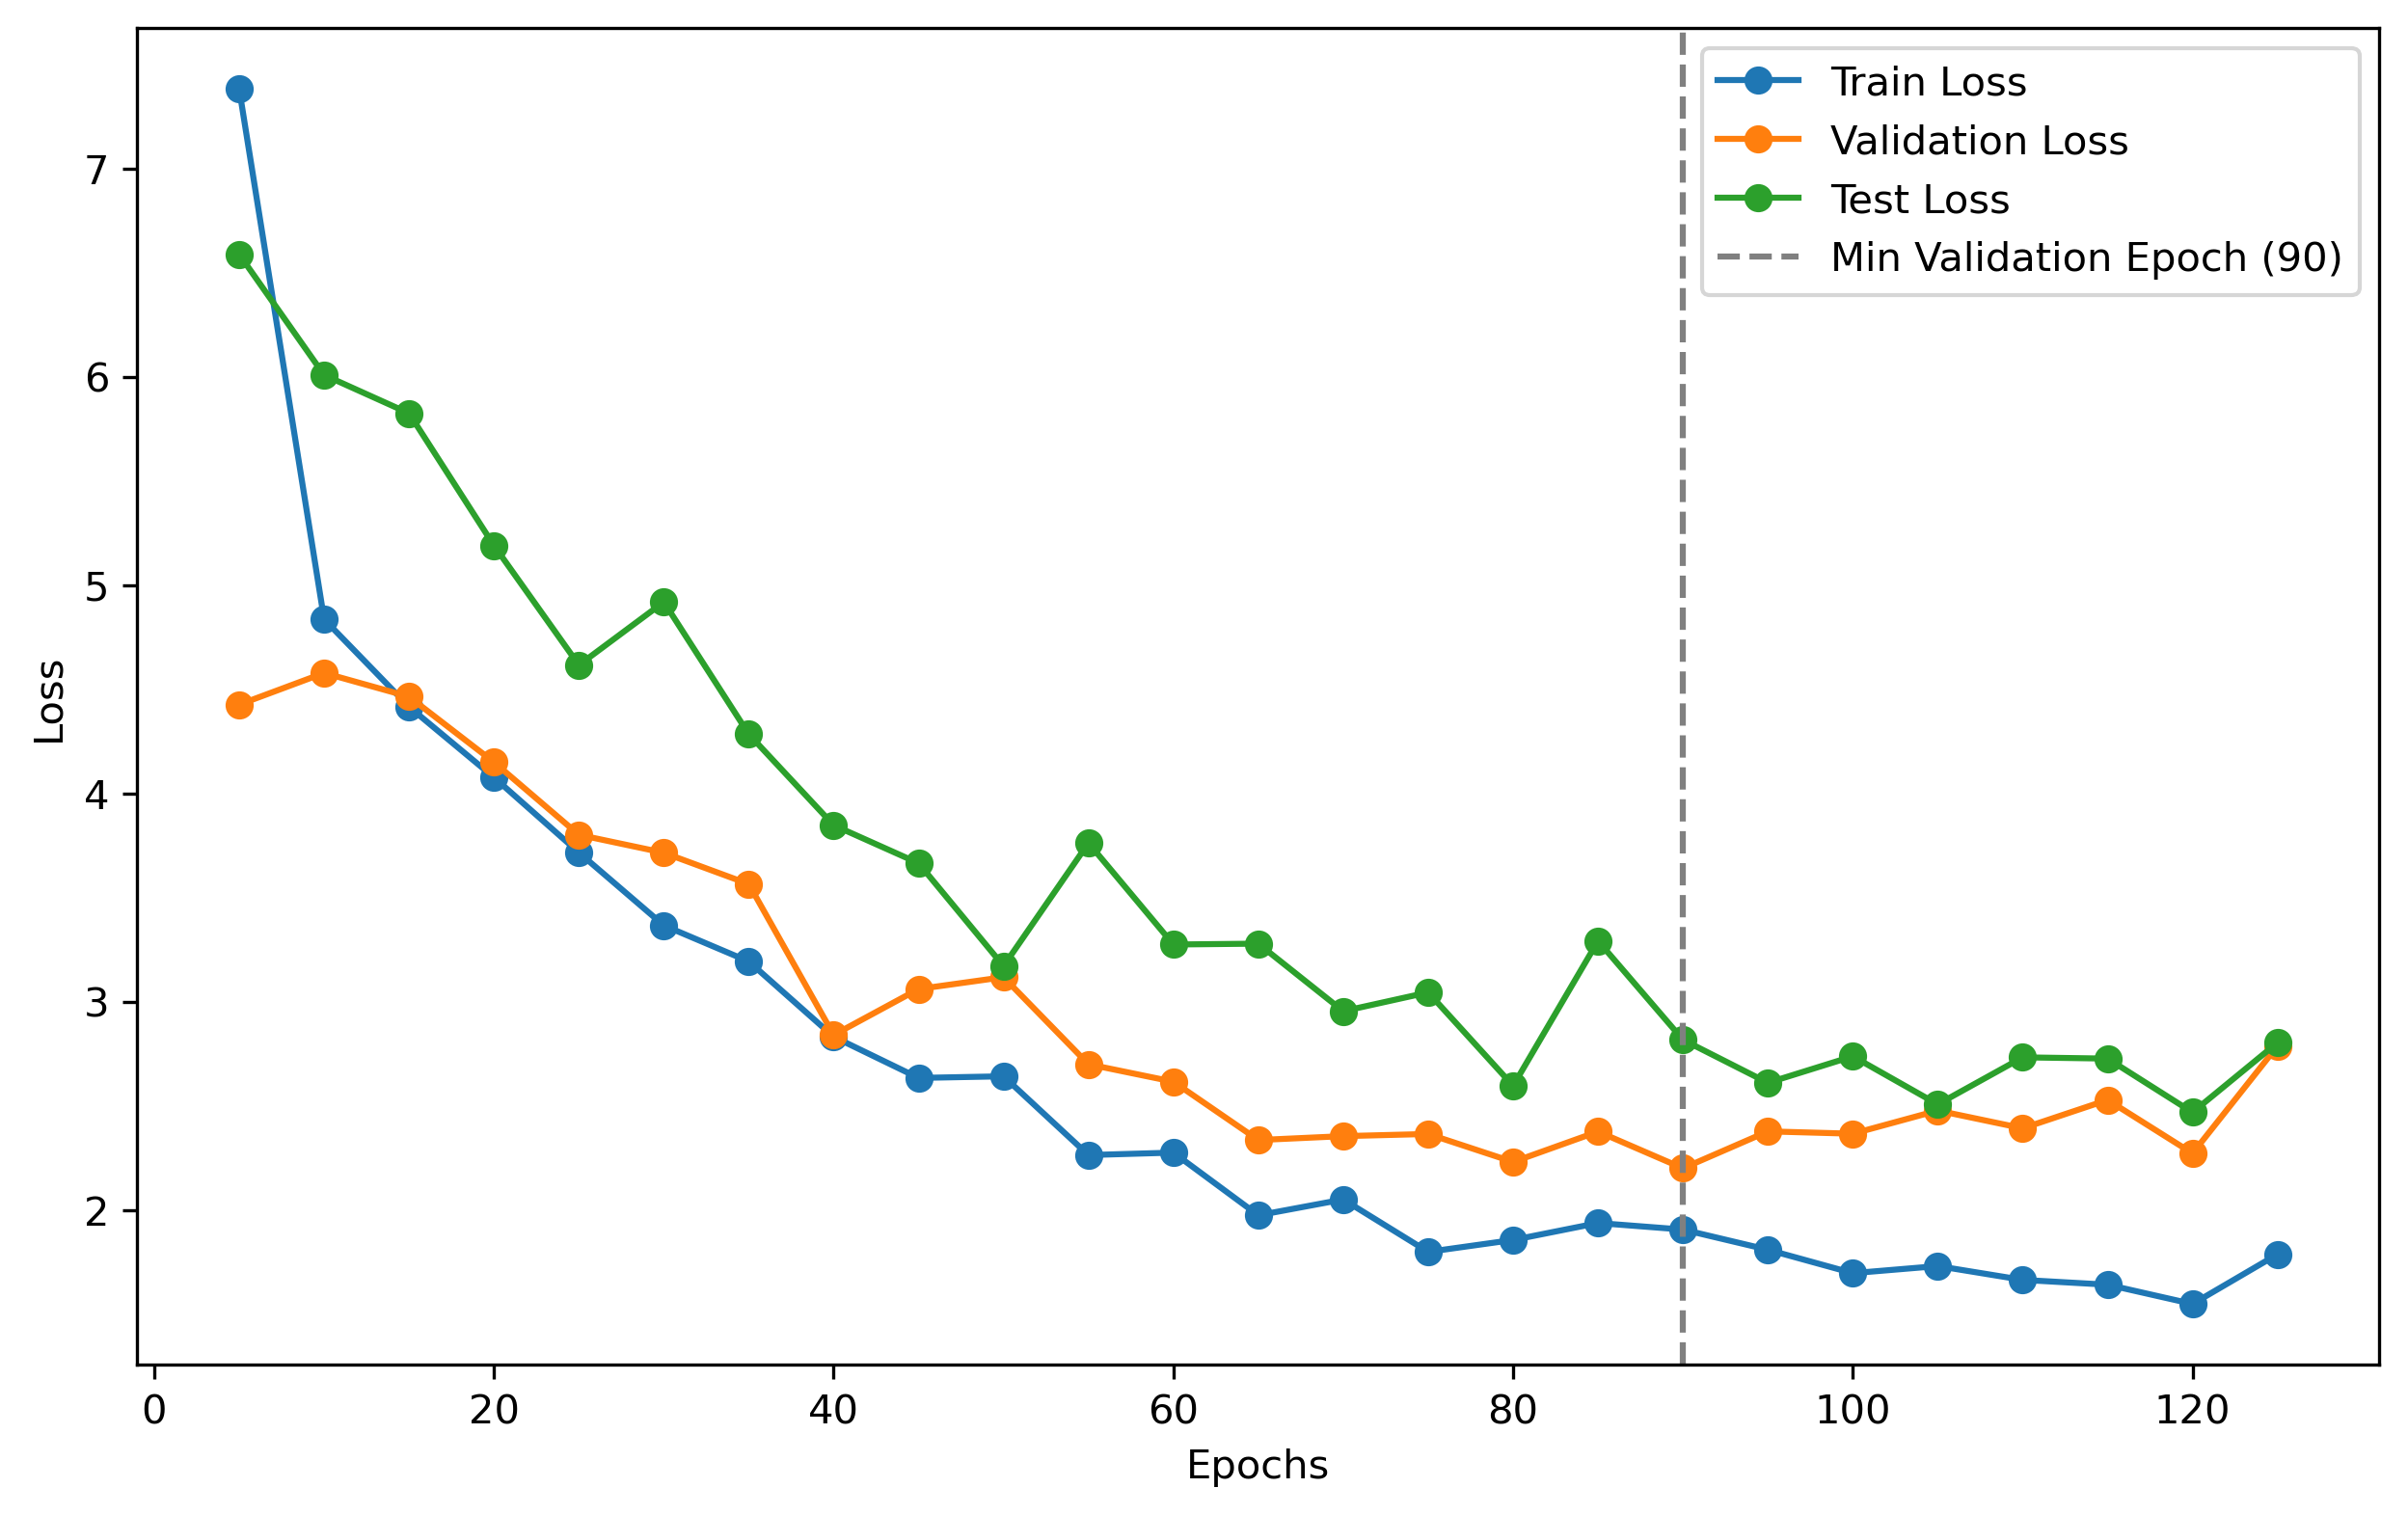 Train Loss
Validation Loss
Test Loss
Min Validation Epoch (90)
7
6
5
4
3
2
Loss
0 20 40 60 80 100 120
Epochs